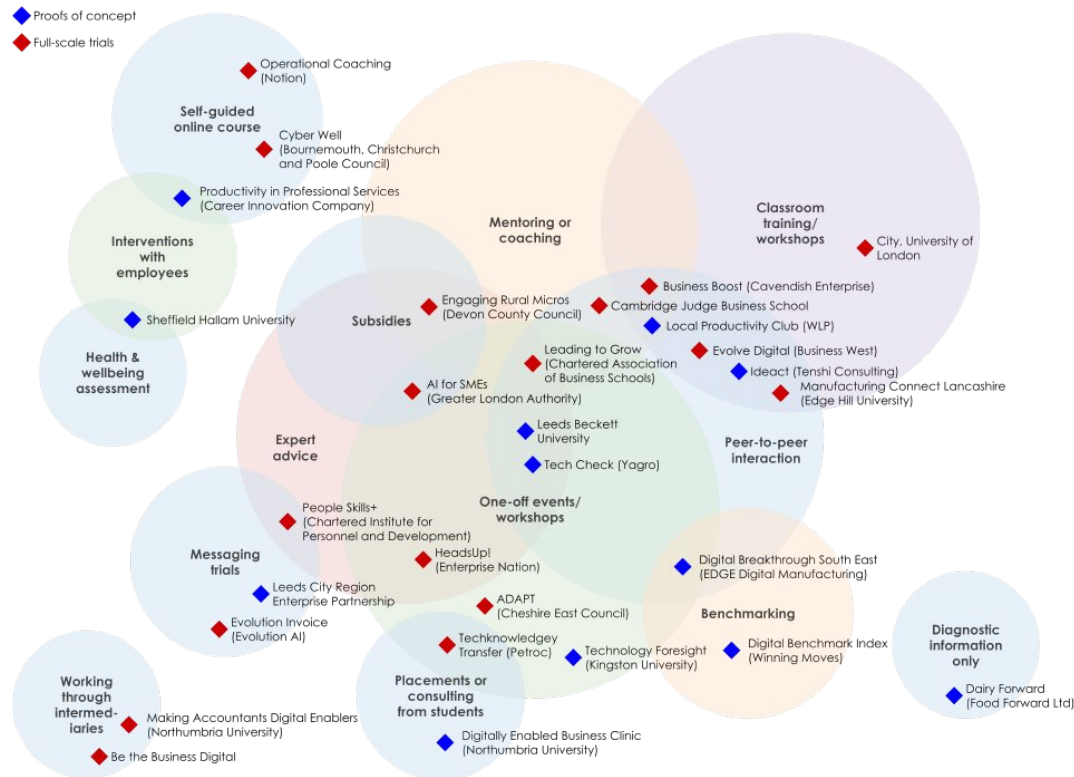 Proofs of concept
Full-scale trials
Operational Coaching
(Notion)
Self-guided
online course
Cyber Well
(Bournemouth, Christchurch
and Poole Council)
Productivity in Professional Services
(Career Innovation Company)
Interventions
with
employees
Sheffield Hallam University
Health &
wellbeing
assessment
Mentoring or
coaching
Classroom
training/
workshops
City, University of
London
Subsidies
Engaging Rural Micros
(Devon County Council)
Business Boost (Cavendish Enterprise)
Cambridge Judge Business School
Local Productivity Club (WLP)
Evolve Digital (Business West)
Ideact (Tenshi Consulting)
Manufacturing Connect Lancashire
(Edge Hill University)
Leading to Grow
(Chartered Association
of Business Schools)
AI for SMEs
(Greater London Authority)
Expert
advice
Leeds Beckett
University
Tech Check (Yagro)
Peer-to-peer
interaction
One-off events/
workshops
People Skills+
(Chartered Institute for
Personnel and Development)
Messaging
trials
HeadsUp!
(Enterprise Nation)
Digital Breakthrough South East
(EDGE Digital Manufacturing)
Leeds City Region
Enterprise Partnership
ADAPT
(Cheshire East Council)
Benchmarking
Evolution Invoice
(Evolution AI)
Techknowledgey
Transfer (Petroc)
Technology Foresight
(Kingston University)
Digital Benchmark Index
(Winning Moves)
Diagnostic
information
only
Dairy Forward
(Food Forward Ltd)
Working
through
intermed-
iaries
Making Accountants Digital Enablers
(Northumbria University)
Be the Business Digital
Placements or
consulting
from students
Digitally Enabled Business Clinic
(Northumbria University)